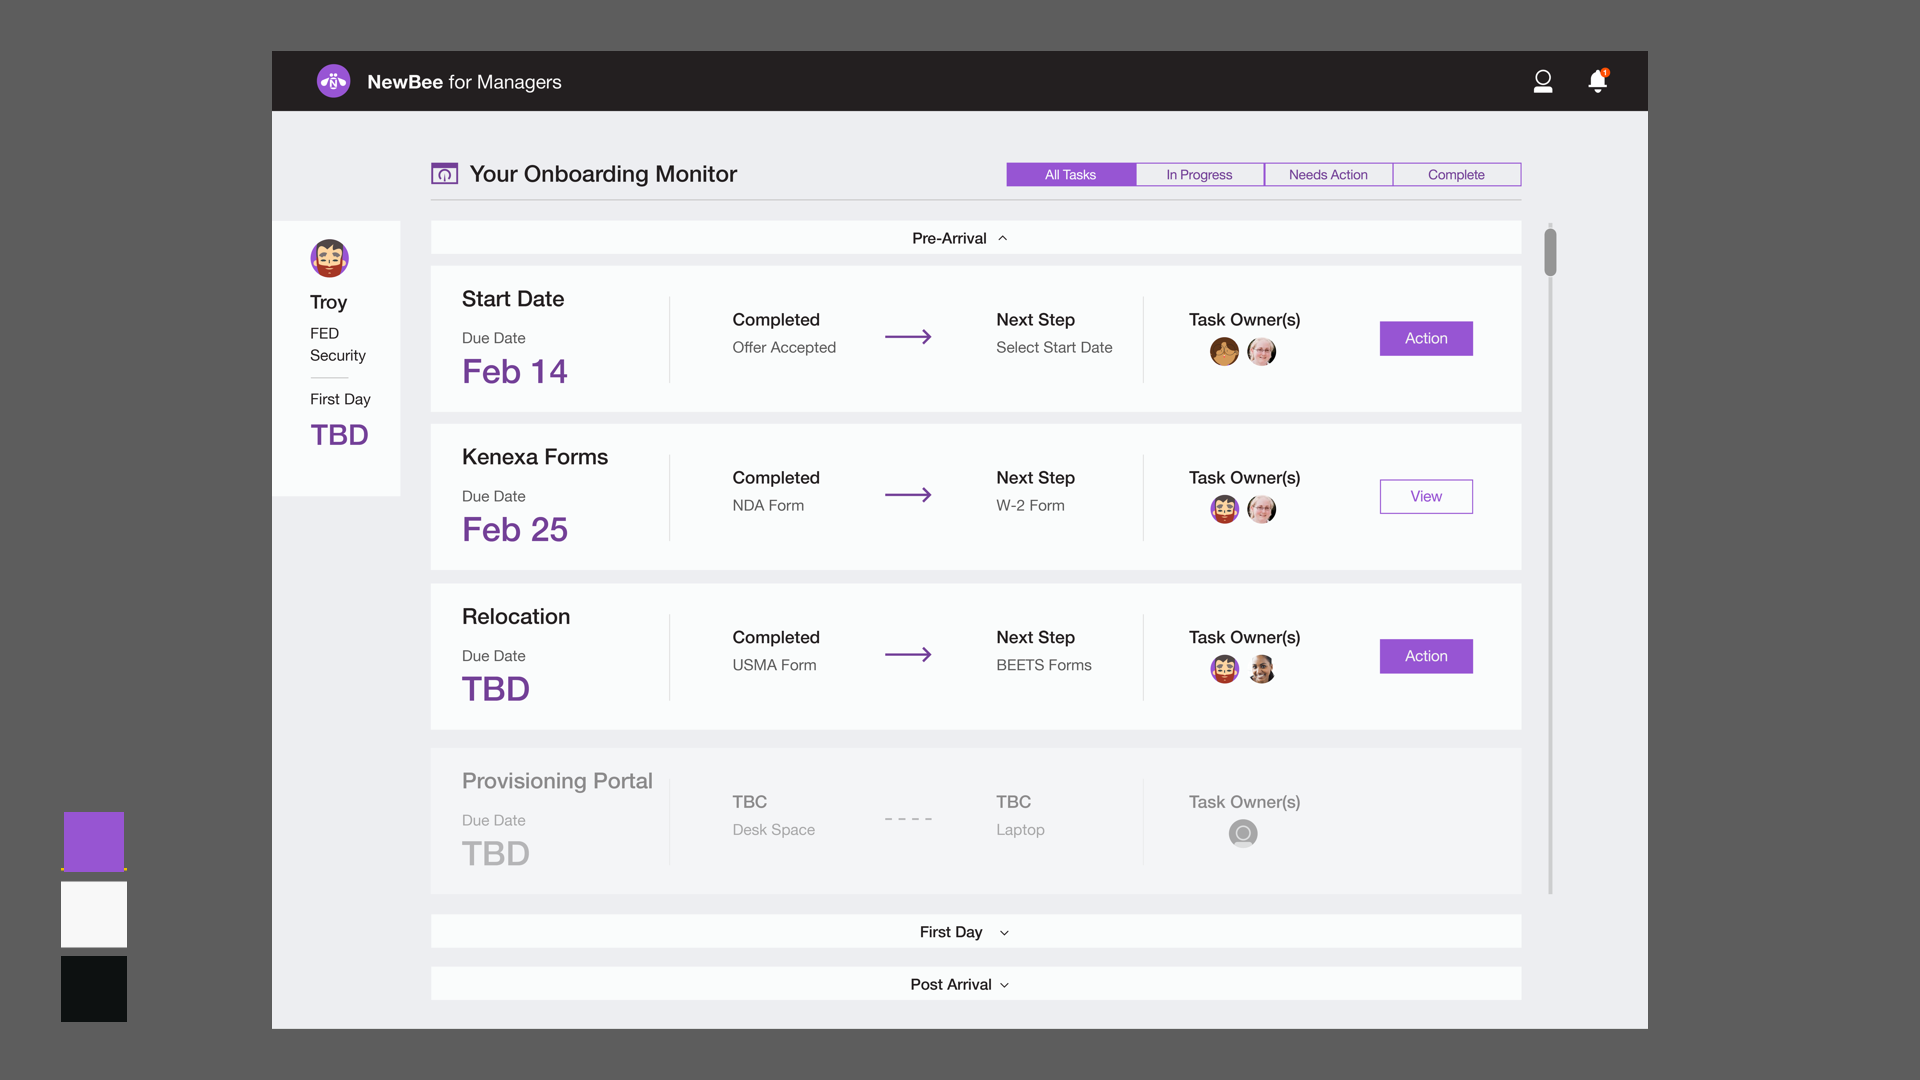 NewBee for Managers
1
Your Onboarding Monitor
All Tasks
In Progress
Needs Action
Complete
Troy
FED
Security
First Day
TBD
Pre-Arrival
Start Date
Due Date
Feb 14
Completed
Offer Accepted
Next Step
Select Start Date
Task Owner(s)
Action
Kenexa Forms
Due Date
Feb 25
Completed
NDA Form
Next Step
W-2 Form
Task Owner(s)
View
Relocation
Due Date
TBD
Completed
USMA Form
Next Step
BEETS Forms
Task Owner(s)
Action
Provisioning Portal
Due Date
TBD
TBC
Desk Space
TBC
Laptop
Task Owner(s)
First Day
Post Arrival